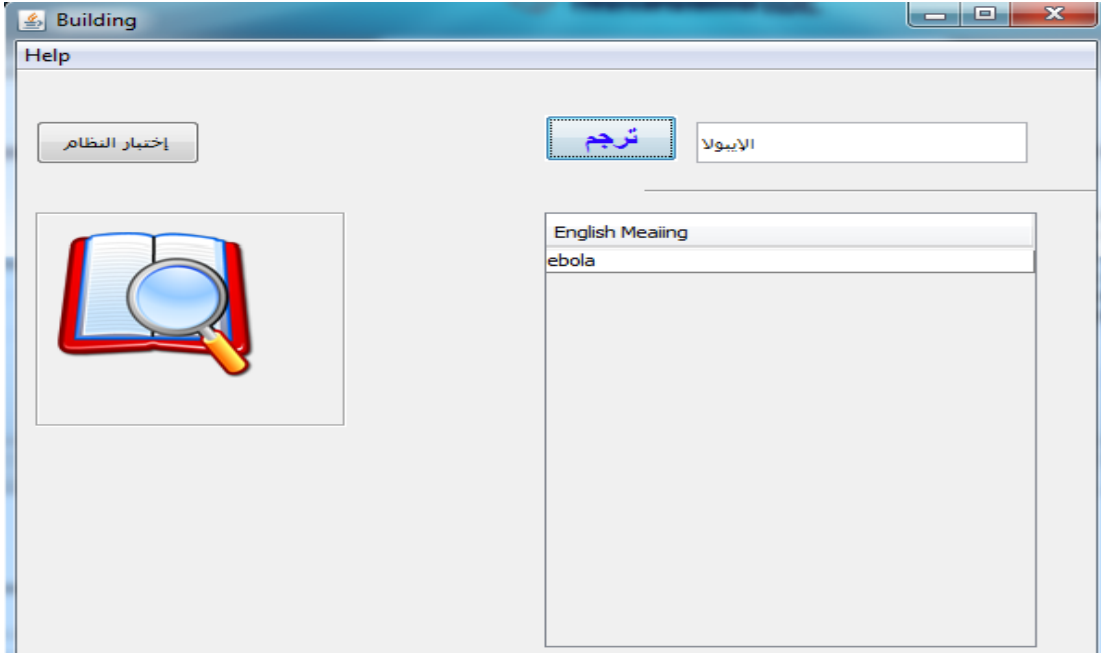 Building
Help
إختبار النظام
ترجم
الإيبولا
English Meaiing
ebola